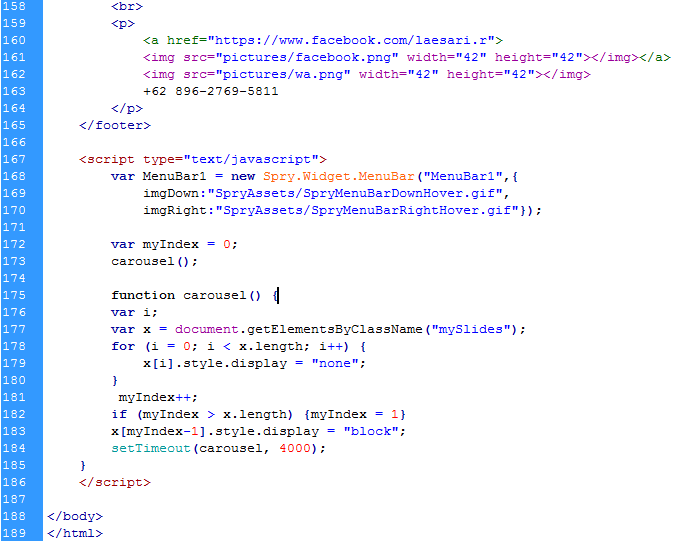 158 <br>
159 <p>
160 <a href="https://www.facebook.com/laesari.r">
161 <img src="pictures/facebook.png" width="42" height="42"></img></a>
162 <img src="pictures/wa.png" width="42" height="42"></img>
163 +62 896-2769-5811
164 </p>
165 </footer>
166
167 <script type="text/javascript">
168 var MenuBar1 = new Spry.Widget.MenuBar("MenuBar1",{
169 imgDown:"SpryAssets/SpryMenuBarDownHover.gif",
170 imgRight:"SpryAssets/SpryMenuBarRightHover.gif"});
171
172 var myIndex = 0;
173 carousel();
174
175 function carousel() {
176 var i;
177 var x = document.getElementsByClassName("mySlides");
178 for (i = 0; i < x.length; i++) {
179 x[i].style.display = "none";
180 }
181 myIndex++;
182 if (myIndex > x.length) {myIndex = 1}
183 x[myIndex-1].style.display = "block";
184 setTimeout(carousel, 4000);
185 }
186 </script>
187
188 </body>
189 </html>